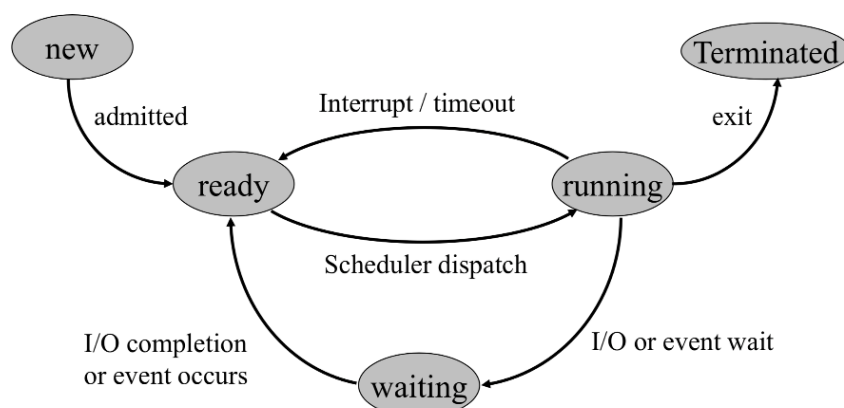 new
Terminated
admitted
Interrupt / timeout
exit
ready
running
Scheduler dispatch
I/O completion
or event occurs
I/O or event wait
waiting